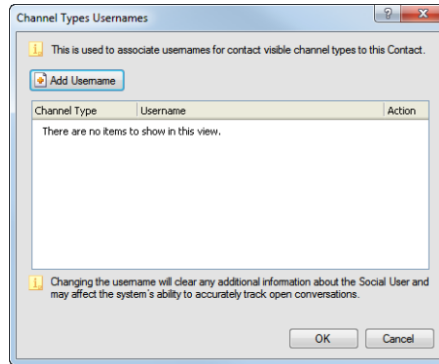 Channel Types Usernames
This is used to associate usernames for contact visible channel types to this Contact.
Add Username
Channel Type Username Action
There are no items to show in this view.
Changing the username will clear any additional information about the Social User and
may affect the system's ability to accurately track open conversations.
OK Cancel